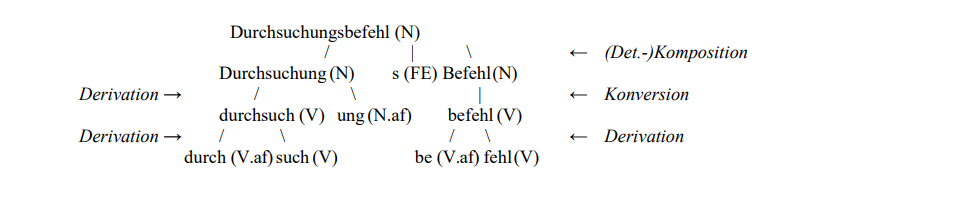 Durchsuchungsbefehl (N)
/ | \ ← (Det.-)Komposition
Durchsuchung (N) s (FE) Befehl(N)
Derivation → / \ | ← Konversion
durchsuch (V) ung (N.af) befehl (V)
Derivation → / \ / \ ← Derivation
durch (V.af) such (V) be (V.af) fehl(V)